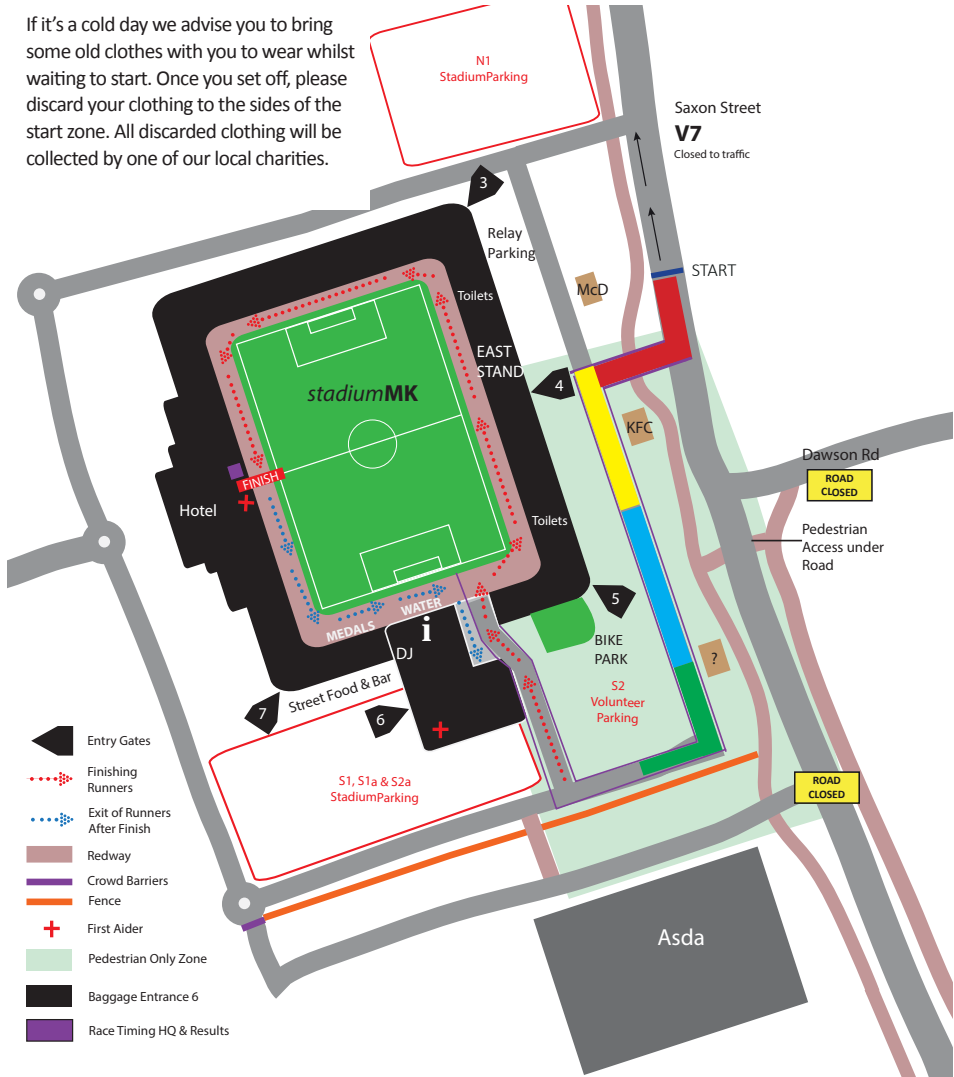 If it's a cold day we advise you to bring
some old clothes with you to wear whilst
waiting to start. Once you set off, please
discard your clothing to the sides of the
start zone. All discarded clothing will be
collected by one of our local charities.
N1
StadiumParking
Saxon Street
V7
Closed to traffic
3
Relay
Parking
START
McD
Toilets
EAST
STAND
4
stadiumMK
KFC
Dawson Rd
ROAD
CLOSED
FINISH
Hotel
Toilets
Pedestrian
Access under
Road
5
WATER
MEDALS
i
DJ
BIKE
PARK
?
S2
Volunteer
Parking
Street Food & Bar
7
6
S1, S1a & S2a
StadiumParking
ROAD
CLOSED
Entry Gates
Finishing
Runners
Exit of Runners
After Finish
Redway
Crowd Barriers
Fence
First Aider
Pedestrian Only Zone
Baggage Entrance 6
Race Timing HQ & Results
Asda